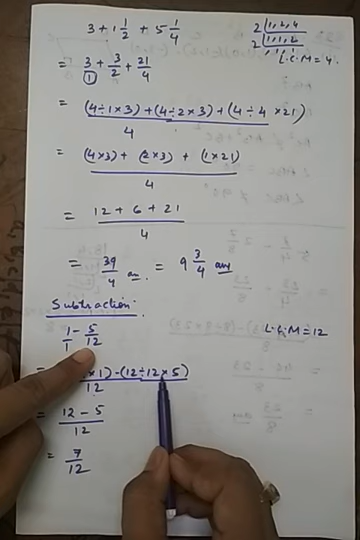 3 + 1 1/2 + 5 1/4
2 | 1, 2, 4
2 | 1, 1, 2
1, 1, 1
L.C.M = 4.
= 3/1 + 3/2 + 21/4
= (4÷1×3)+(4÷2×3)+(4÷4×21) / 4
= (4×3) + (2×3) + (1×21) / 4
= 12 + 6 + 21 / 4
= 39/4 an = 9 3/4 ans
Subtraction.
1/1 - 5/12
L.C.M = 12
= ×1)-(12÷12×5) / 12
= 12 - 5 / 12
= 7/12